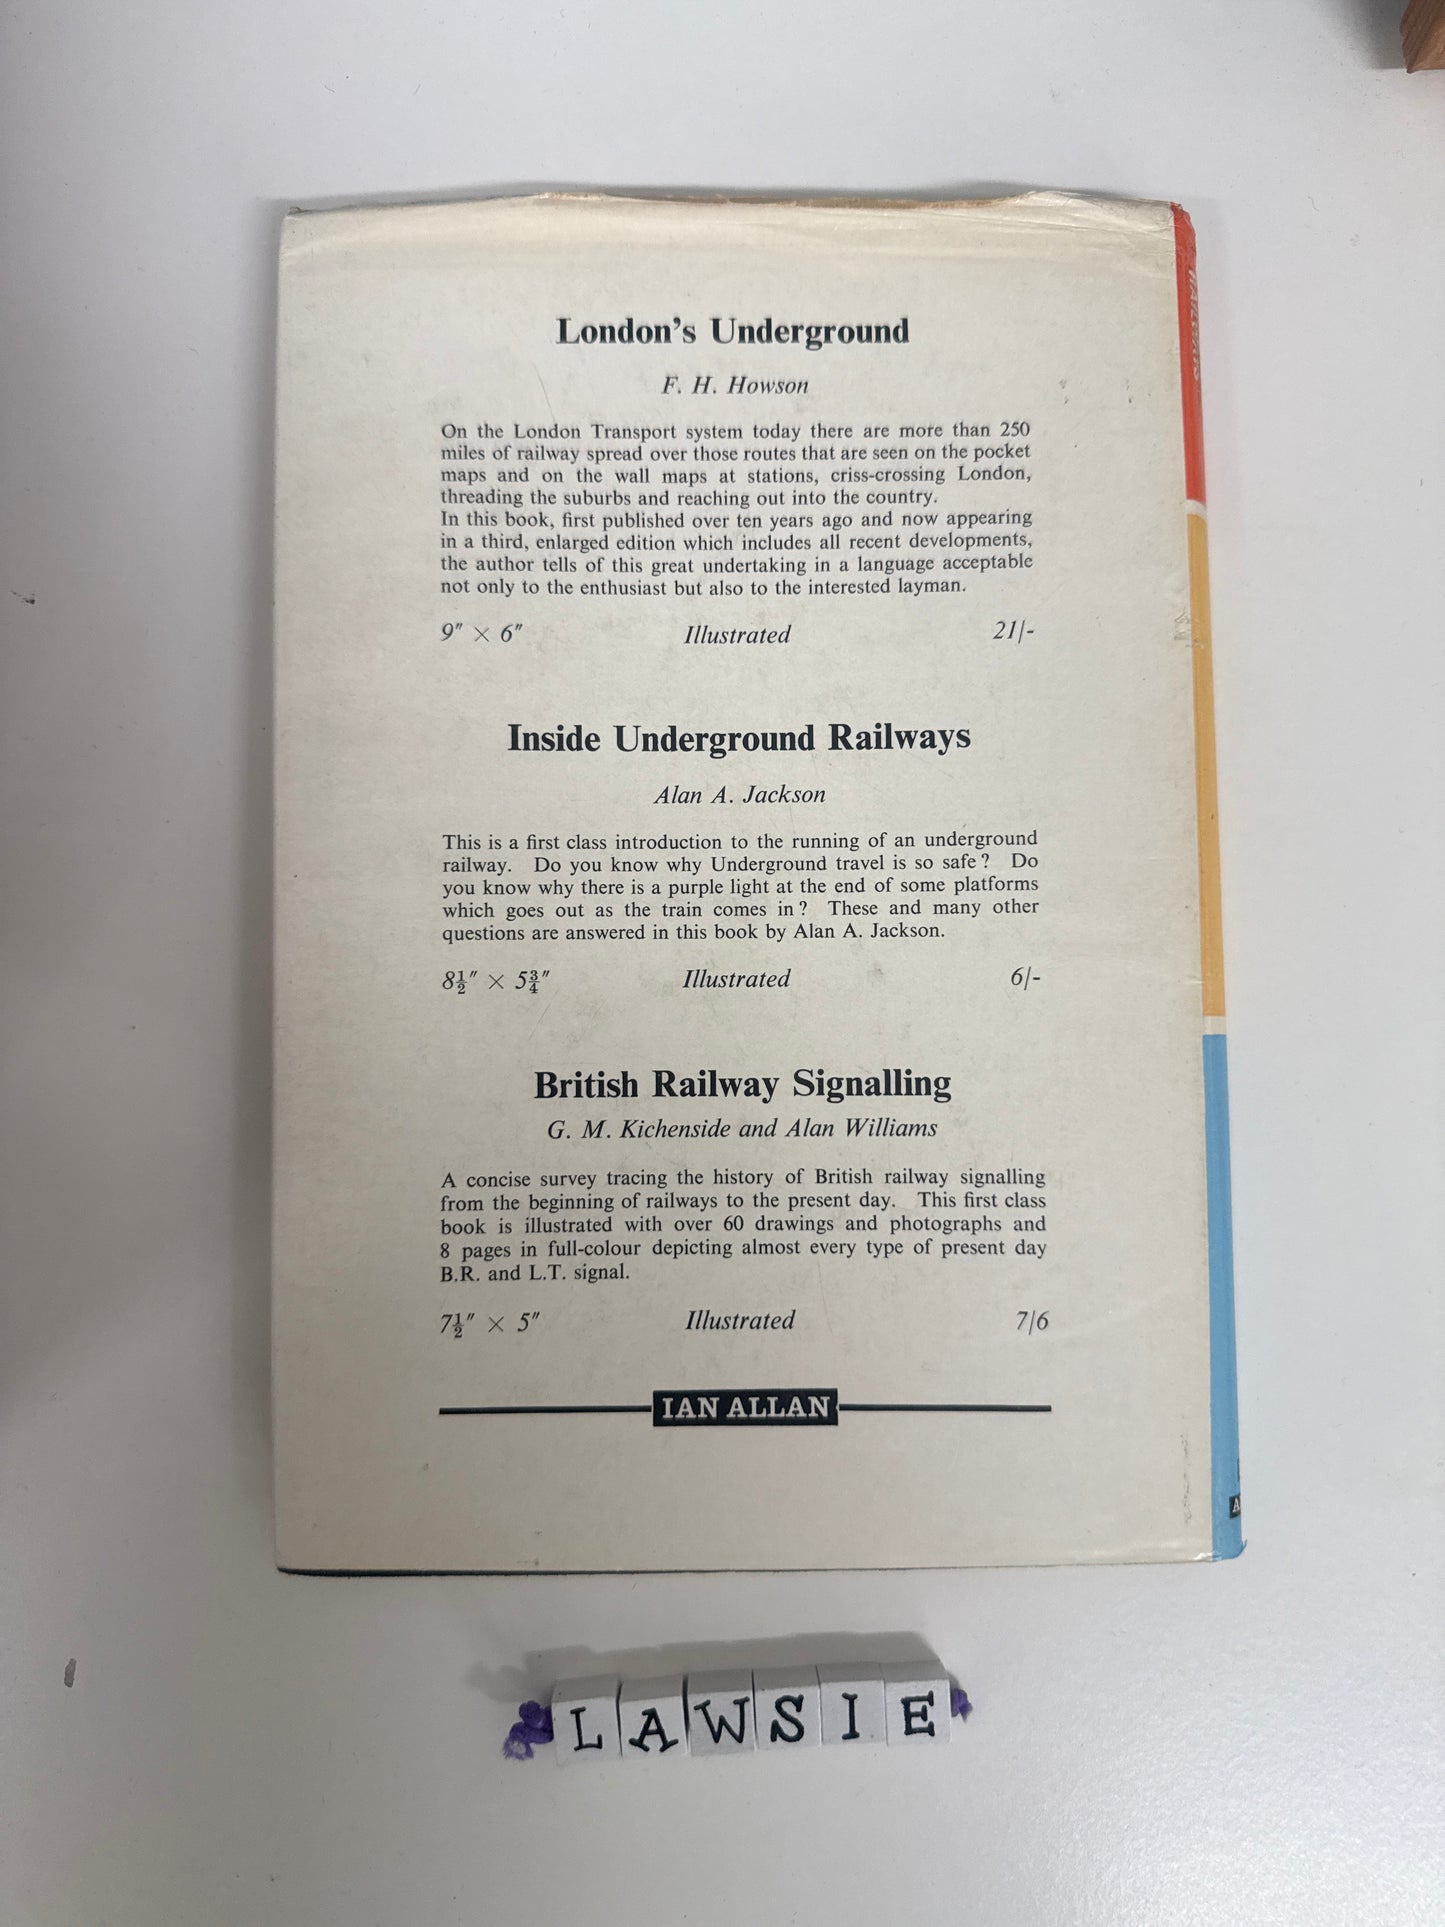 London's Underground
F. H. Howson
On the London Transport system today there are more than 250
miles of railway spread over those routes that are seen on the pocket
maps and on the wall maps at stations, criss-crossing London,
threading the suburbs and reaching out into the country.
In this book, first published over ten years ago and now appearing
in a third, enlarged edition which includes all recent developments,
the author tells of this great undertaking in a language acceptable
not only to the enthusiast but also to the interested layman.
9″ × 6″ Illustrated 21/-
Inside Underground Railways
Alan A. Jackson
This is a first class introduction to the running of an underground
railway. Do you know why Underground travel is so safe? Do
you know why there is a purple light at the end of some platforms
which goes out as the train comes in? These and many other
questions are answered in this book by Alan A. Jackson.
8½″ × 5¾″ Illustrated 6/-
British Railway Signalling
G. M. Kichenside and Alan Williams
A concise survey tracing the history of British railway signalling
from the beginning of railways to the present day. This first class
book is illustrated with over 60 drawings and photographs and
8 pages in full-colour depicting almost every type of present day
B.R. and L.T. signal.
7½″ × 5″ Illustrated 7/6
IAN ALLAN
LAWSIE